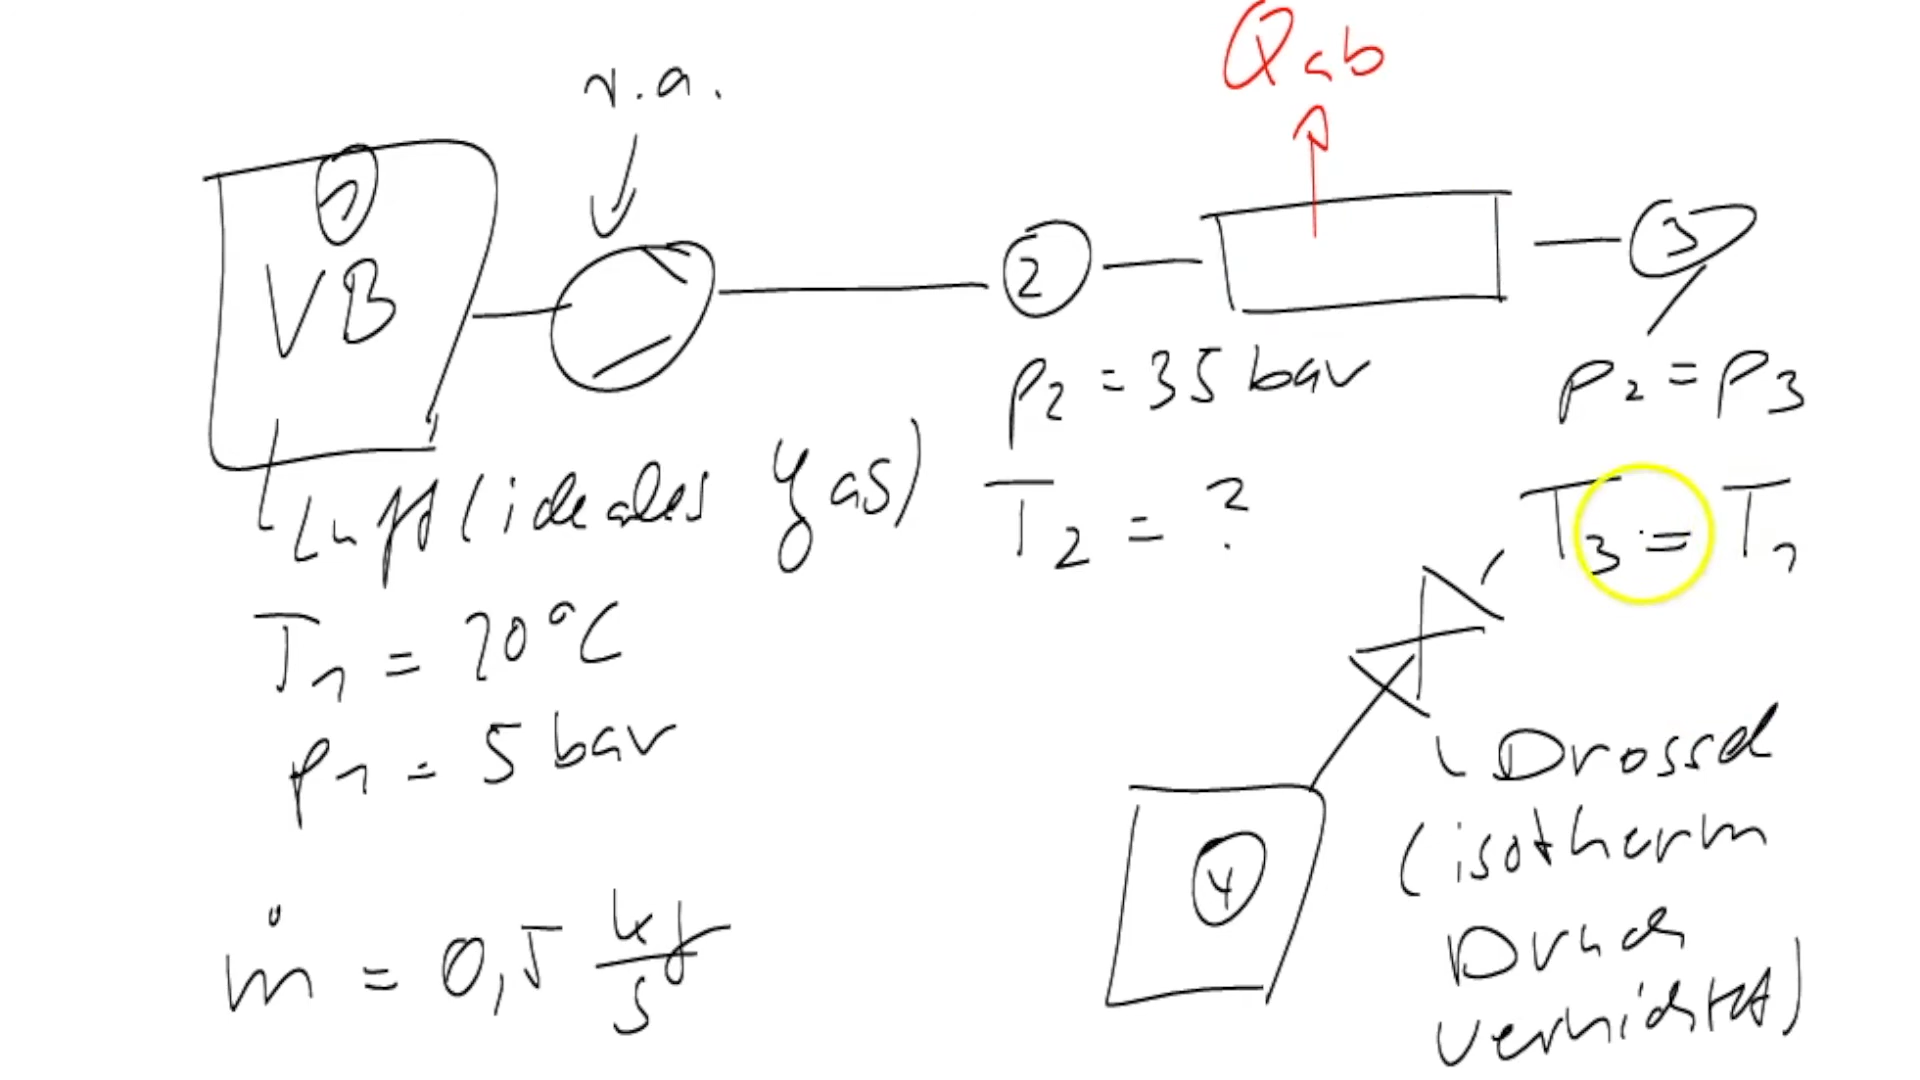 Qab
r.a.
1
VB
2
3
p2 = 35 bar
p2 = p3
Luft (ideales Gas)
T2 = ?
T3 = T1
T1 = 20°C
p1 = 5 bar
Drossel
(isotherm
4
Druck
vernichtet)
ṁ = 0,5 kg/s